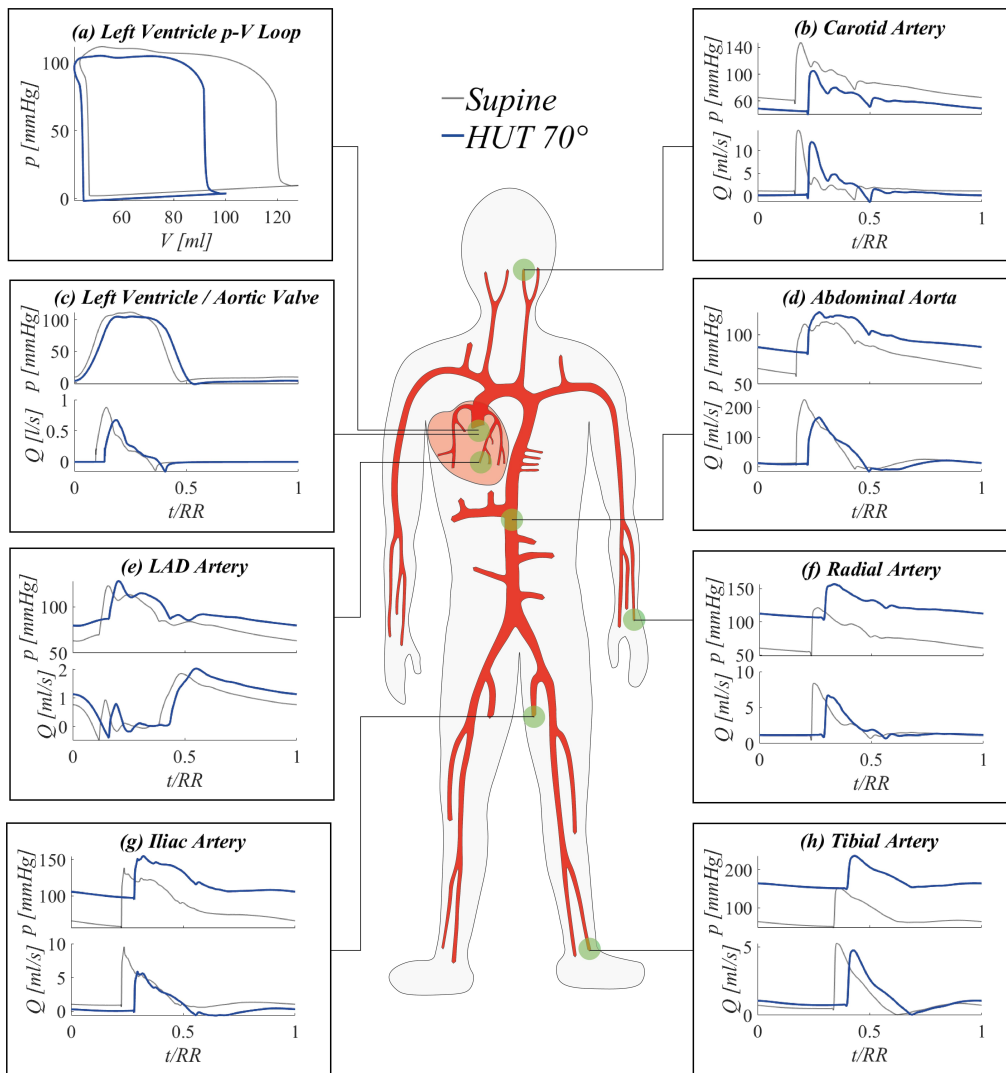 (a) Left Ventricle p-V Loop
p [mmHg]
100
50
0
60 80 100 120
V [ml]
Supine
HUT 70°
(b) Carotid Artery
p [mmHg]
140
100
60
Q [ml/s]
10
5
0
0 0.5 1
t/RR
(c) Left Ventricle / Aortic Valve
p [mmHg]
100
50
0
Q [l/s]
1
0.5
0
0 0.5 1
t/RR
(d) Abdominal Aorta
p [mmHg]
100
50
Q [ml/s]
200
100
0
0 0.5 1
t/RR
(e) LAD Artery
p [mmHg]
100
50
Q [ml/s]
2
1
0
0 0.5 1
t/RR
(f) Radial Artery
p [mmHg]
150
100
50
Q [ml/s]
10
5
0
0 0.5 1
t/RR
(g) Iliac Artery
p [mmHg]
150
100
Q [ml/s]
10
5
0
0 0.5 1
t/RR
(h) Tibial Artery
p [mmHg]
200
100
Q [ml/s]
5
0
0 0.5 1
t/RR